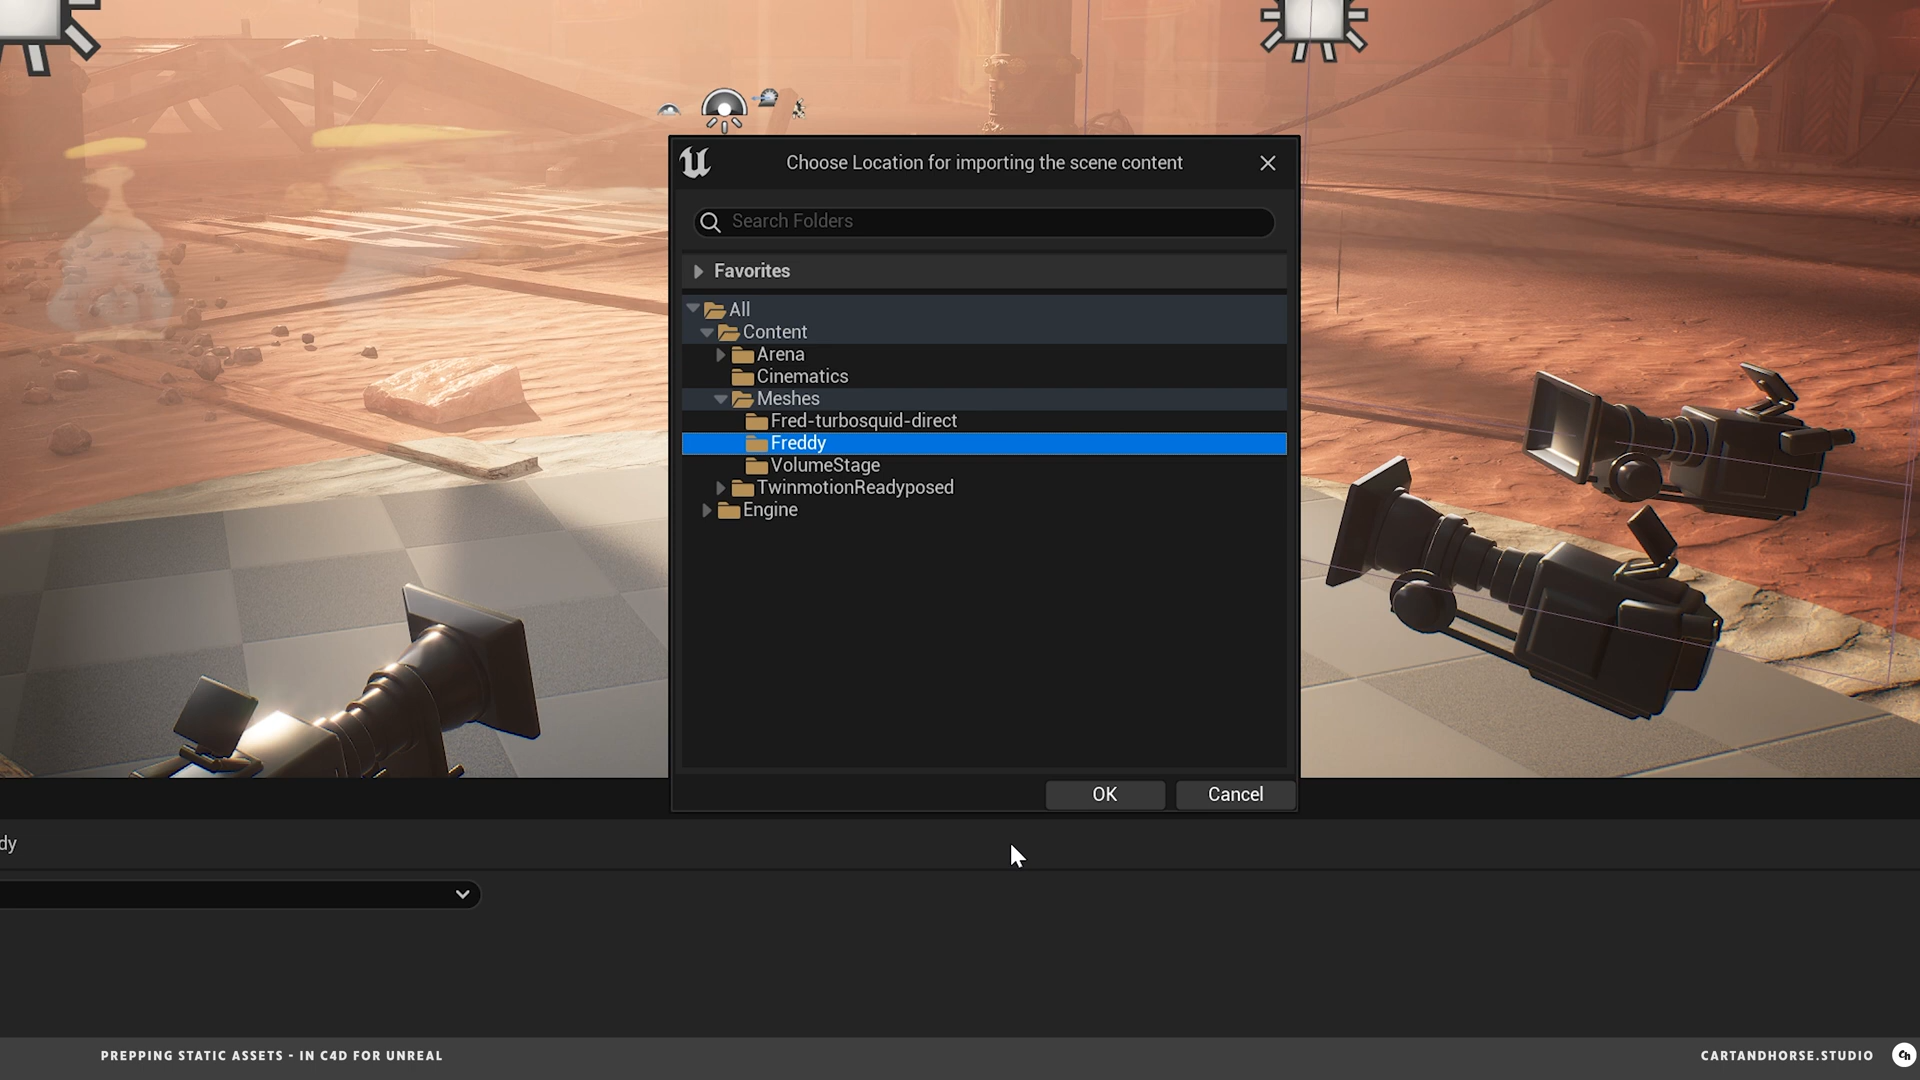 Choose Location for importing the scene content
Search Folders
Favorites
All
Content
Arena
Cinematics
Meshes
Fred-turbosquid-direct
Freddy
VolumeStage
TwinmotionReadyposed
Engine
OK
Cancel
dy
PREPPING STATIC ASSETS - IN C4D FOR UNREAL
CARTANDHORSE.STUDIO